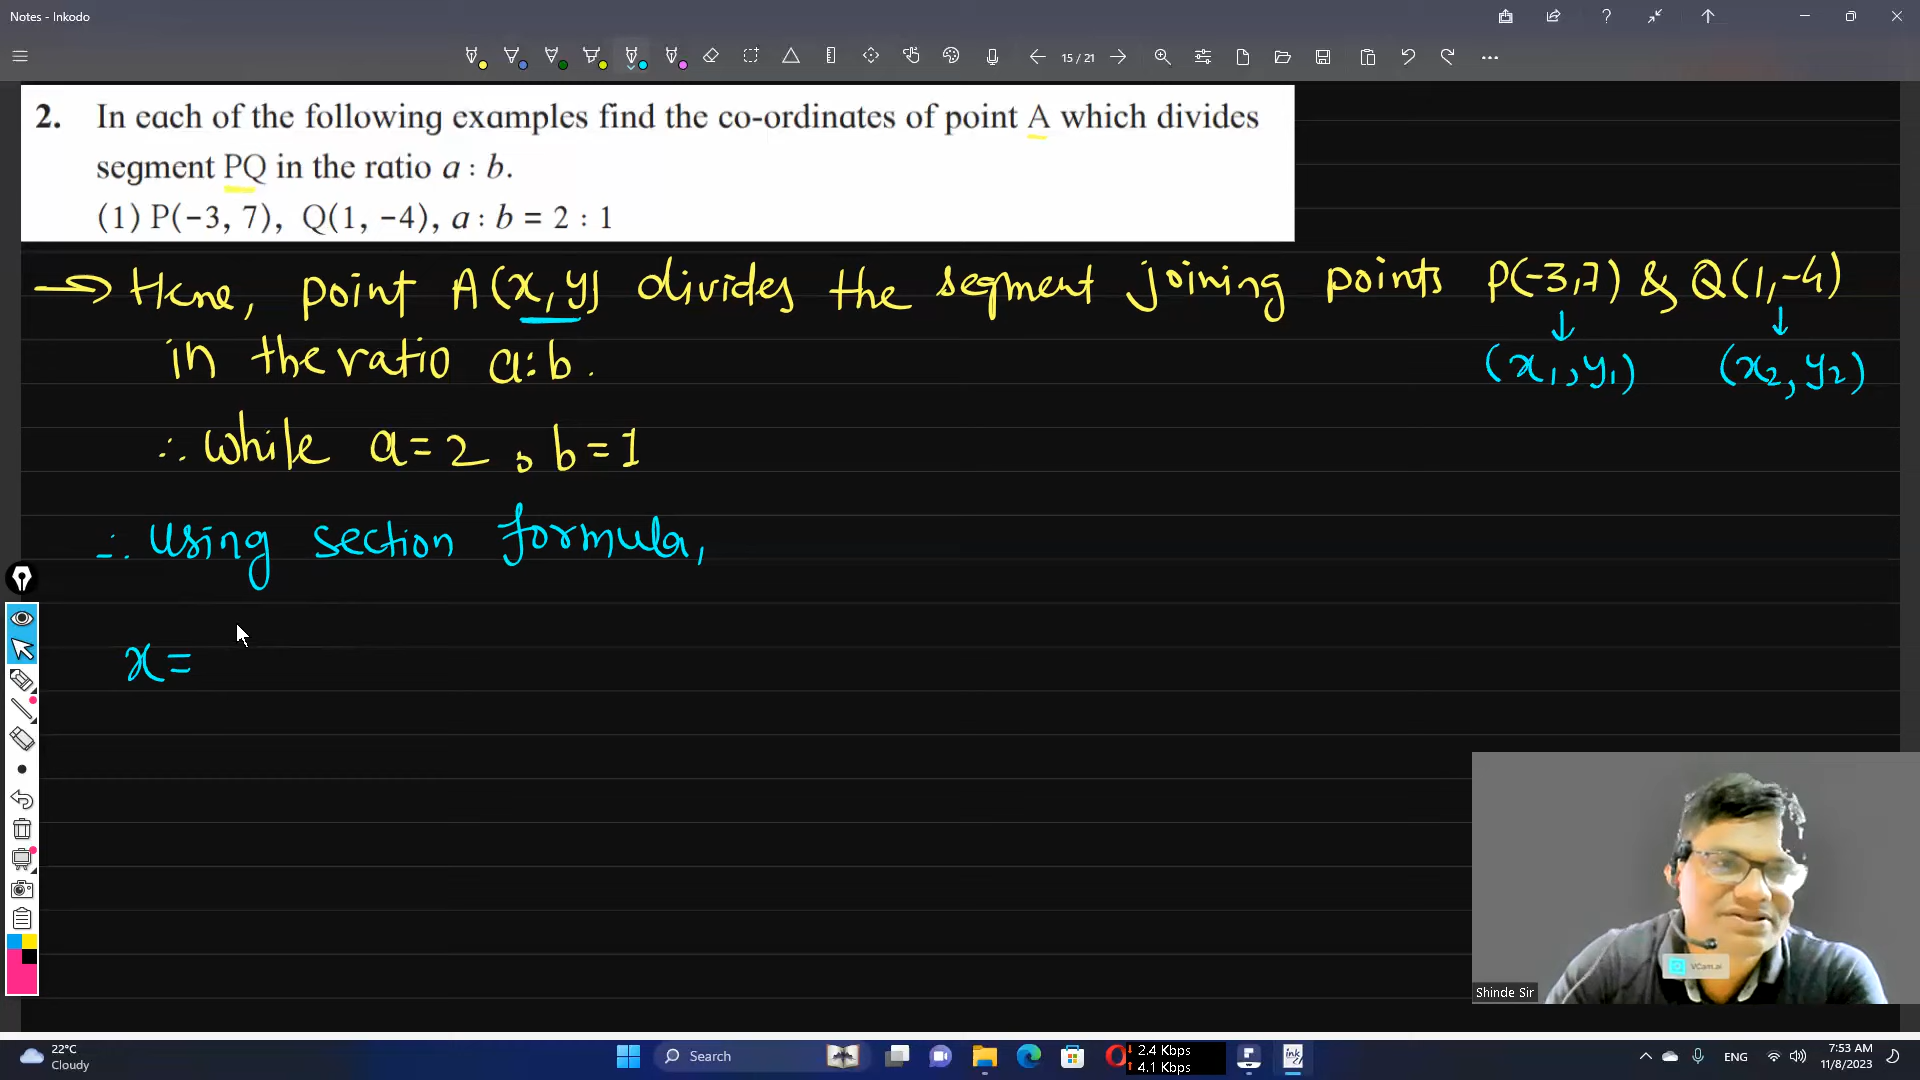 Notes - Inkodo
15 / 21
2. In each of the following examples find the co-ordinates of point A which divides
segment PQ in the ratio a : b.
(1) P(−3, 7), Q(1, −4), a : b = 2 : 1
→ Here, point A(x,y) divides the segment joining points P(-3,7) & Q(1,-4)
↓ ↓
in the ratio a:b. (x1,y1) (x2,y2)
∴ while a=2, b=1
∴ Using section formula,
x=
VCam.ai
Shinde Sir
22°C
Cloudy
Search
2.4 Kbps
4.1 Kbps
ink
ENG
7:53 AM
11/8/2023